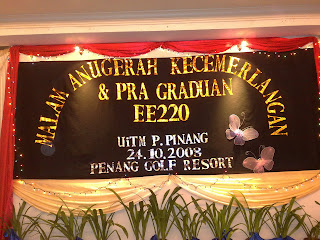 MALAM ANUGERAH KECEMERLANGAN
& PRA GRADUAN
EE220
UiTM P. PINANG
24.10.2008
PENANG GOLF RESORT